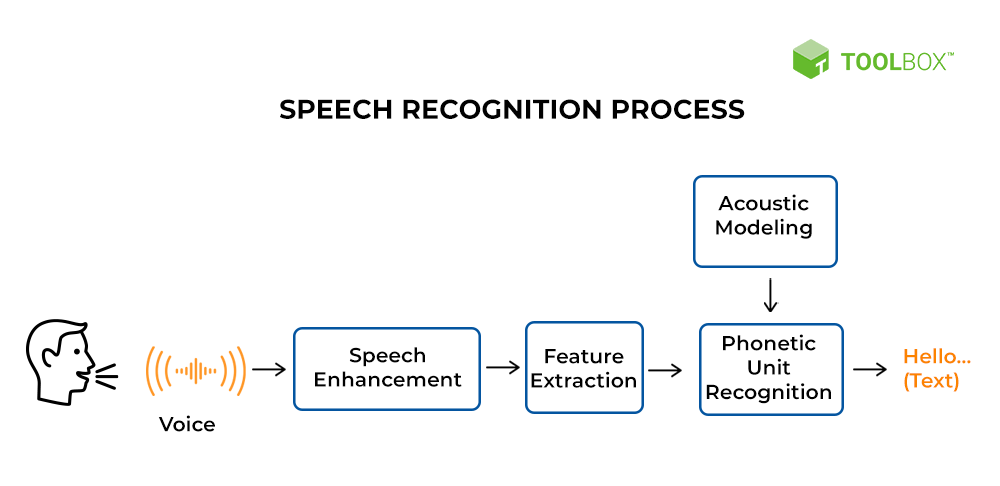 TOOLBOX™
SPEECH RECOGNITION PROCESS
Acoustic
Modeling
Voice
Speech
Enhancement
Feature
Extraction
Phonetic
Unit
Recognition
Hello...
(Text)